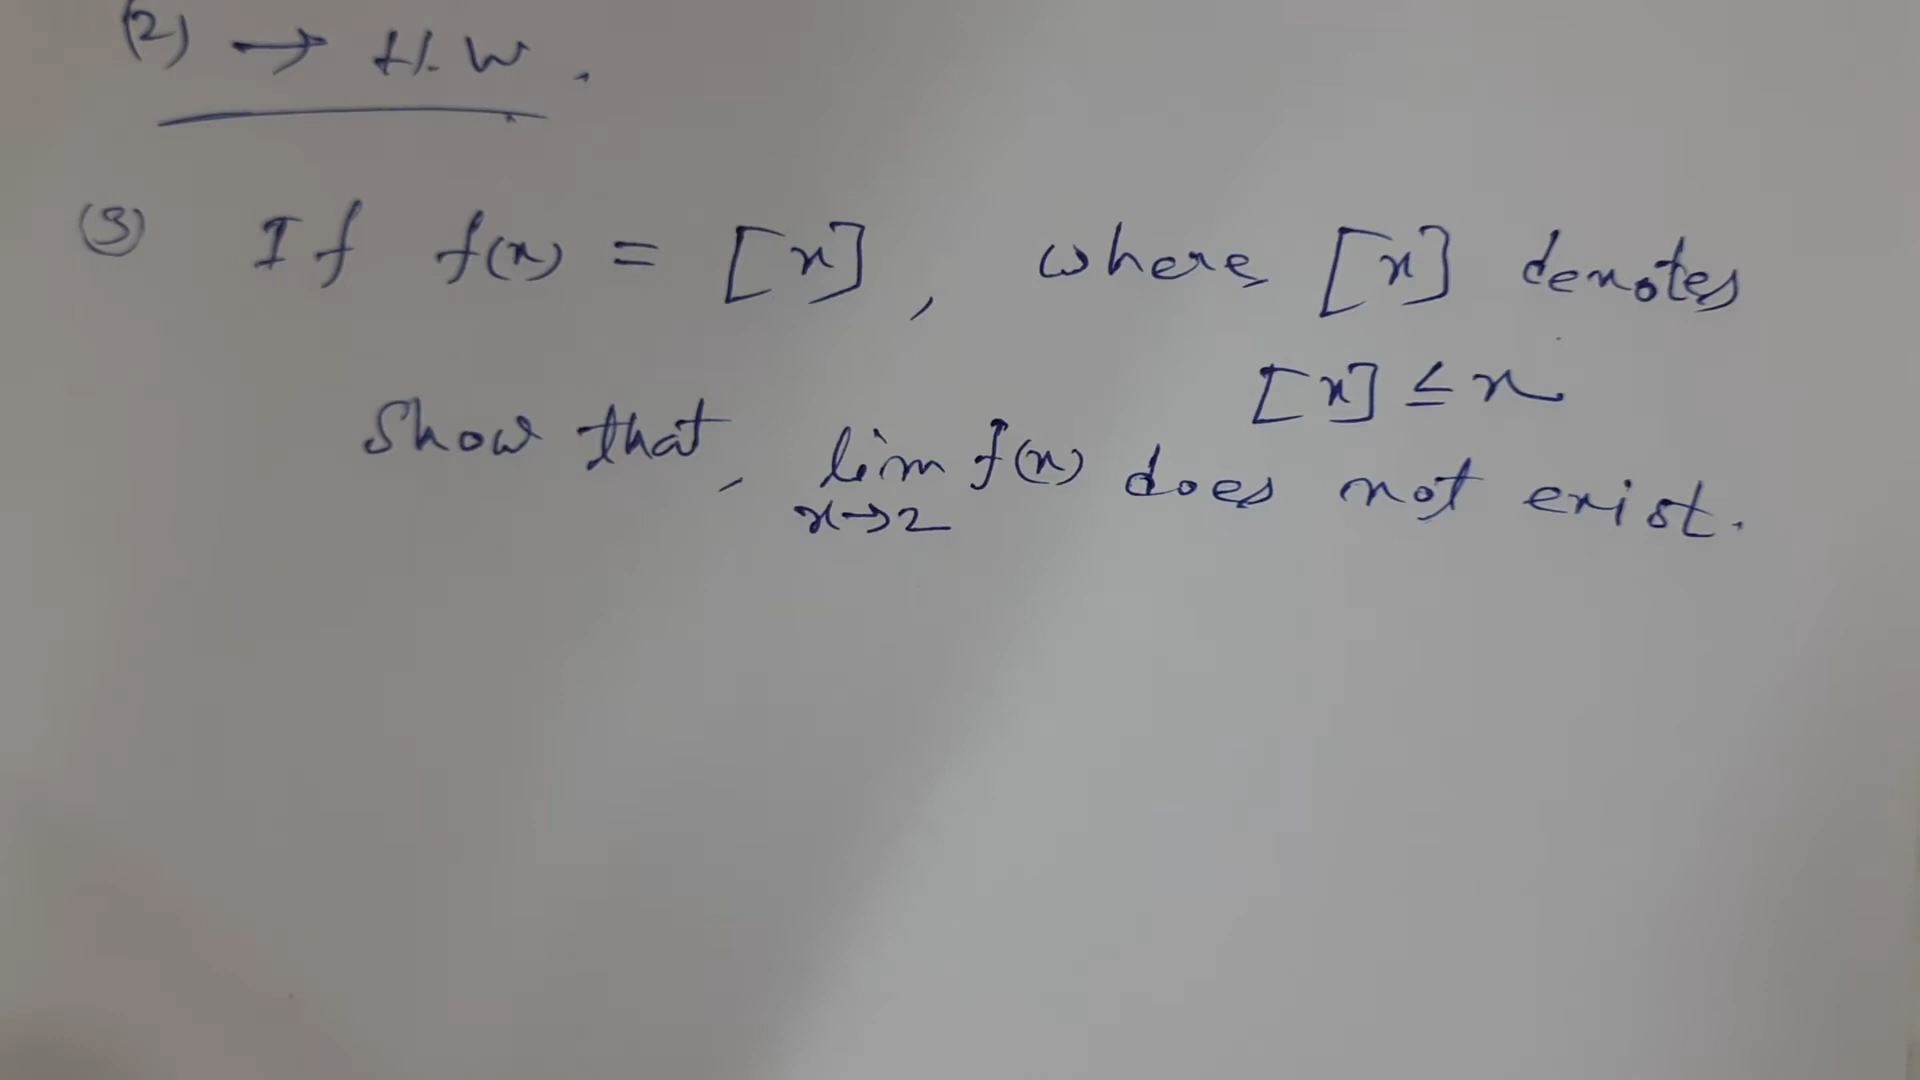 (2) → H.W.
(3) If f(x) = [x], where [x] denotes
[x] ≤ x
Show that, lim f(x) does not exist.
x→2